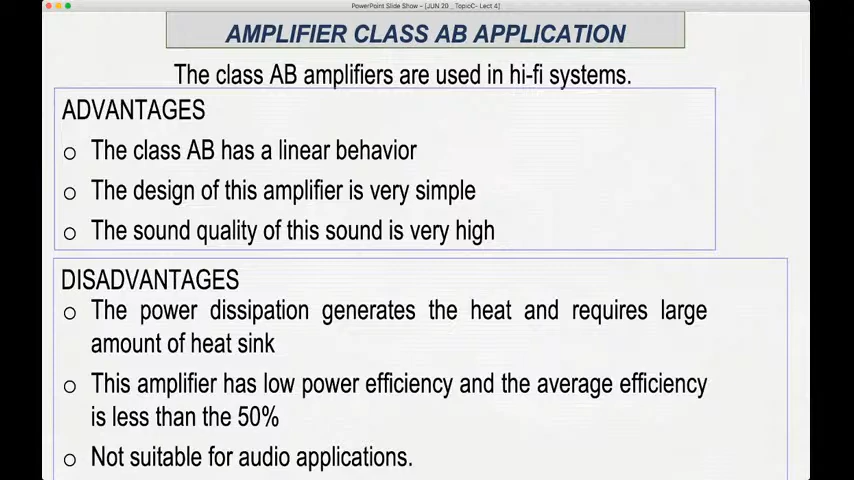 PowerPoint Slide Show – [JUN 20 _ TopicC- Lect 4]
AMPLIFIER CLASS AB APPLICATION
The class AB amplifiers are used in hi-fi systems.
ADVANTAGES
o The class AB has a linear behavior
o The design of this amplifier is very simple
o The sound quality of this sound is very high
DISADVANTAGES
o The power dissipation generates the heat and requires large
amount of heat sink
o This amplifier has low power efficiency and the average efficiency
is less than the 50%
o Not suitable for audio applications.